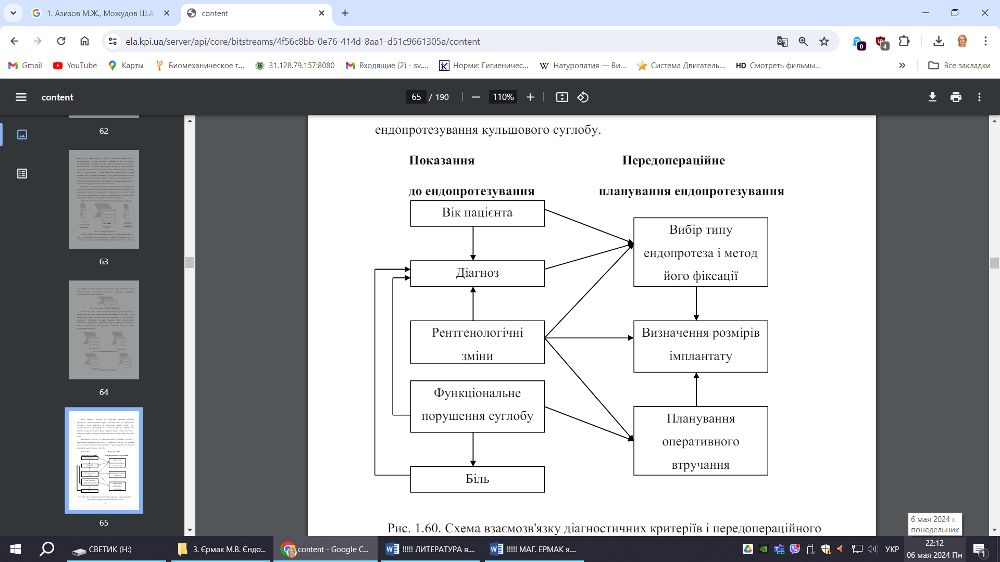 1. Азизов М.Ж., Можудов Ш.А
content
ela.kpi.ua/server/api/core/bitstreams/4f56c8bb-0e76-414d-8aa1-d51c9661305a/content
0
4
Gmail
YouTube
Карты
Биомеханическое т...
31.128.79.157:8080
Входящие (2) - sv....
Норми: Гигиеничес...
Натуропатия — Ви...
Система Двигатель...
HD Смотреть фильмы...
Все закладки
content
65 / 190
110%
62
63
64
65
ендопротезування кульшового суглобу.
Показання
до ендопротезування
Передопераційне
планування ендопротезування
Вік пацієнта
Діагноз
Рентгенологічні
зміни
Функціональне
порушення суглобу
Біль
Вибір типу
ендопротеза і метод
його фіксації
Визначення розмірів
імплантату
Планування
оперативного
втручання
Рис. 1.60. Схема взаємозв'язку діагностичних критеріїв і передопераційного
6 мая 2024 г.
понедельник
СВЕТИК (H:)
3. Єрмак М.В. Ендо...
content - Google C...
!!!!! ЛИТЕРАТУРА я....
!!!!! МАГ. ЕРМАК я....
УКР
22:12
06 мая 2024 Пн
1